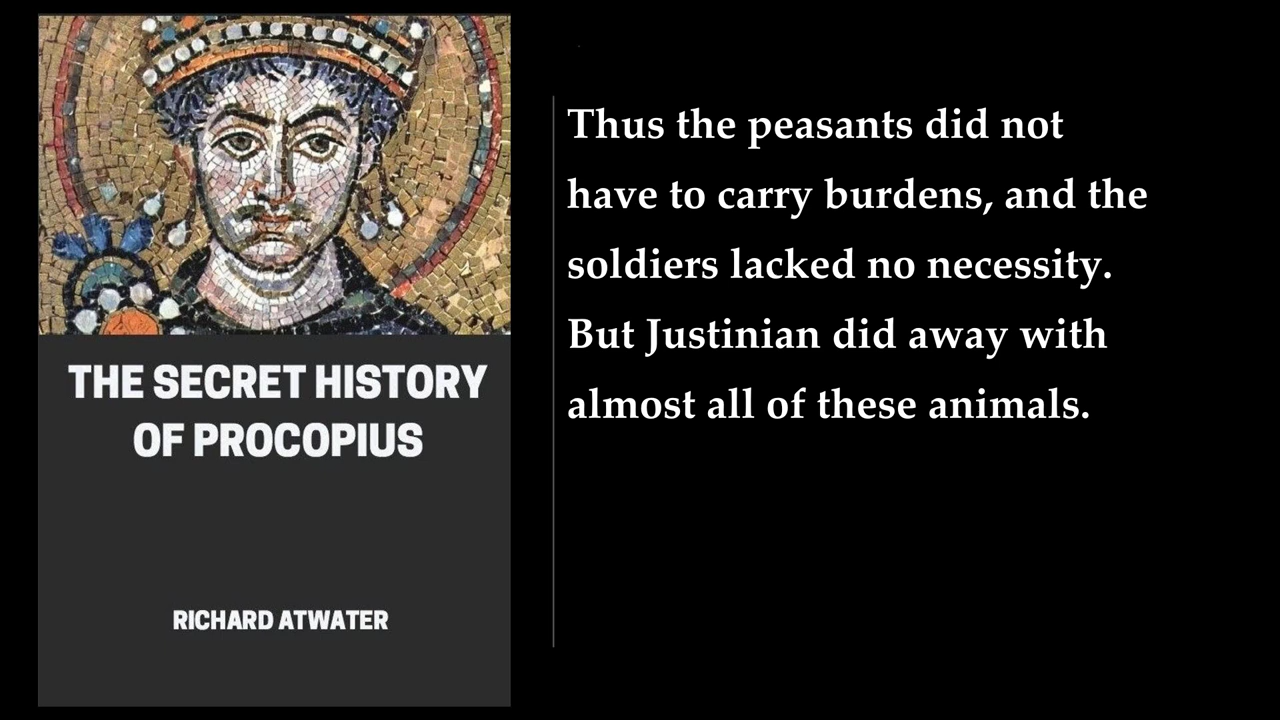 THE SECRET HISTORY
OF PROCOPIUS
RICHARD ATWATER
Thus the peasants did not
have to carry burdens, and the
soldiers lacked no necessity.
But Justinian did away with
almost all of these animals.